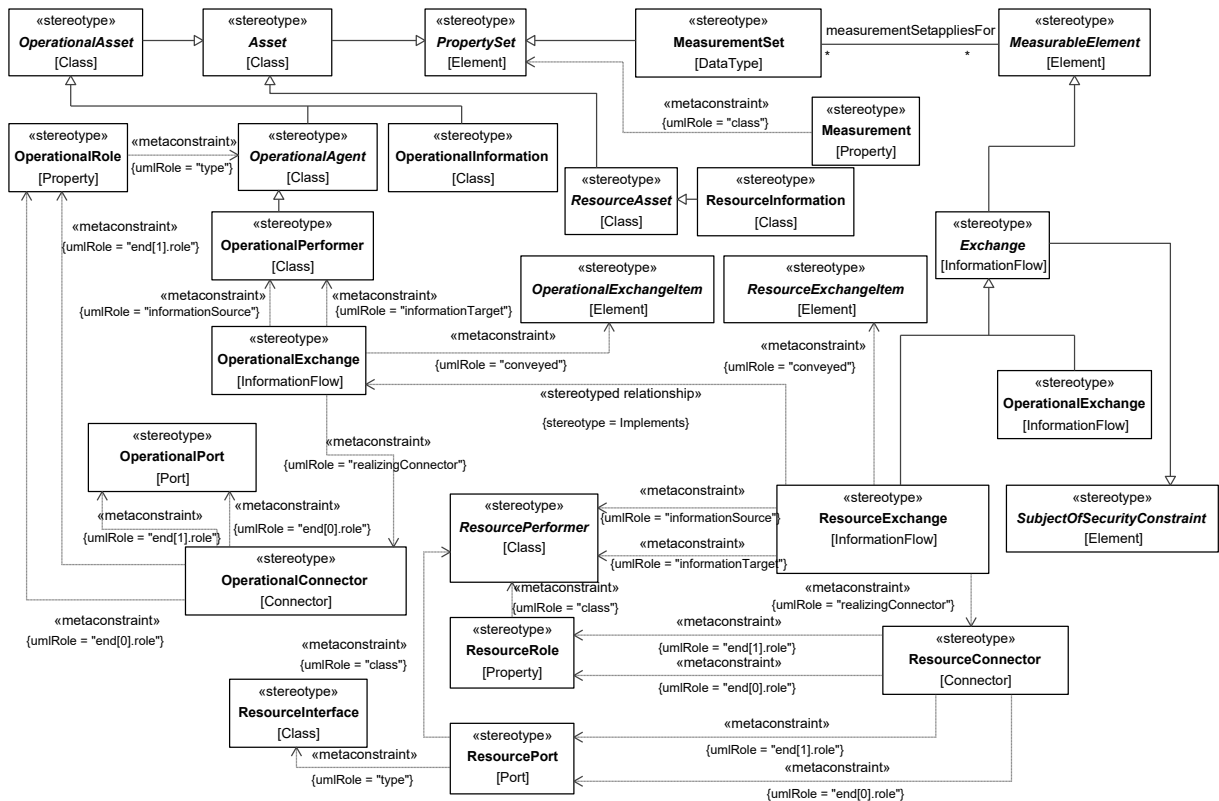 «stereotype»
OperationalAsset
[Class]
«stereotype»
Asset
[Class]
«stereotype»
PropertySet
[Element]
«stereotype»
MeasurementSet
[DataType]
measurementSetappliesFor
*
*
«stereotype»
MeasurableElement
[Element]
«metaconstraint»
{umlRole = "class"}
«stereotype»
Measurement
[Property]
«stereotype»
OperationalRole
[Property]
«metaconstraint»
{umlRole = "type"}
«stereotype»
OperationalAgent
[Class]
«stereotype»
OperationalInformation
[Class]
«stereotype»
ResourceAsset
[Class]
«stereotype»
ResourceInformation
[Class]
«metaconstraint»
{umlRole = "end[1].role"}
«stereotype»
OperationalPerformer
[Class]
«stereotype»
Exchange
[InformationFlow]
«stereotype»
OperationalExchangeItem
[Element]
«stereotype»
ResourceExchangeItem
[Element]
«metaconstraint»
{umlRole = "informationSource"}
«metaconstraint»
{umlRole = "informationTarget"}
«stereotype»
OperationalExchange
[InformationFlow]
«metaconstraint»
{umlRole = "conveyed"}
«metaconstraint»
{umlRole = "conveyed"}
«stereotyped relationship»
{stereotype = Implements}
«stereotype»
OperationalExchange
[InformationFlow]
«stereotype»
OperationalPort
[Port]
«metaconstraint»
{umlRole = "realizingConnector"}
«metaconstraint»
{umlRole = "end[1].role"}
«metaconstraint»
{umlRole = "end[0].role"}
«stereotype»
ResourcePerformer
[Class]
«metaconstraint»
{umlRole = "informationSource"}
«metaconstraint»
{umlRole = "informationTarget"}
«stereotype»
ResourceExchange
[InformationFlow]
«stereotype»
SubjectOfSecurityConstraint
[Element]
«stereotype»
OperationalConnector
[Connector]
«metaconstraint»
{umlRole = "class"}
«metaconstraint»
{umlRole = "realizingConnector"}
«metaconstraint»
{umlRole = "end[0].role"}
«metaconstraint»
{umlRole = "class"}
«stereotype»
ResourceRole
[Property]
«metaconstraint»
{umlRole = "end[1].role"}
«metaconstraint»
{umlRole = "end[0].role"}
«stereotype»
ResourceConnector
[Connector]
«stereotype»
ResourceInterface
[Class]
«metaconstraint»
{umlRole = "type"}
«stereotype»
ResourcePort
[Port]
«metaconstraint»
{umlRole = "end[1].role"}
«metaconstraint»
{umlRole = "end[0].role"}